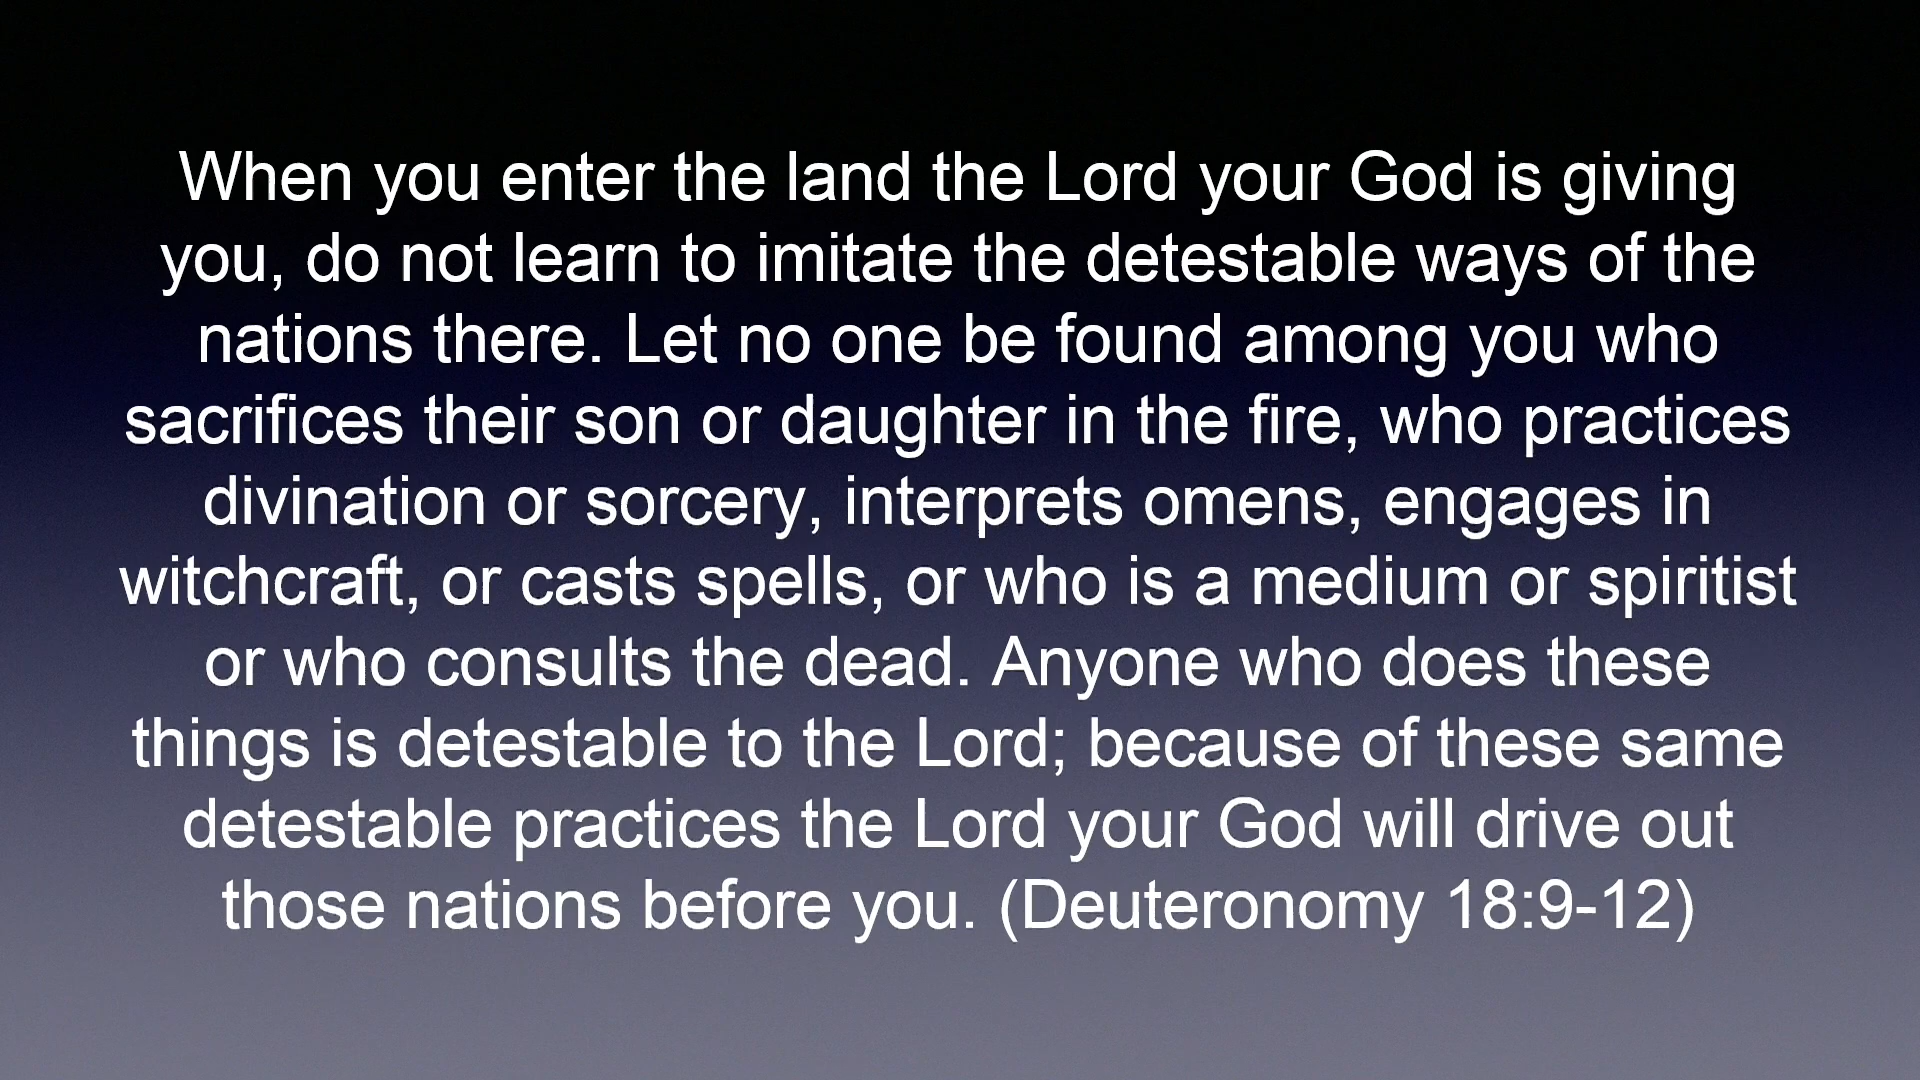 When you enter the land the Lord your God is giving
you, do not learn to imitate the detestable ways of the
nations there. Let no one be found among you who
sacrifices their son or daughter in the fire, who practices
divination or sorcery, interprets omens, engages in
witchcraft, or casts spells, or who is a medium or spiritist
or who consults the dead. Anyone who does these
things is detestable to the Lord; because of these same
detestable practices the Lord your God will drive out
those nations before you. (Deuteronomy 18:9-12)